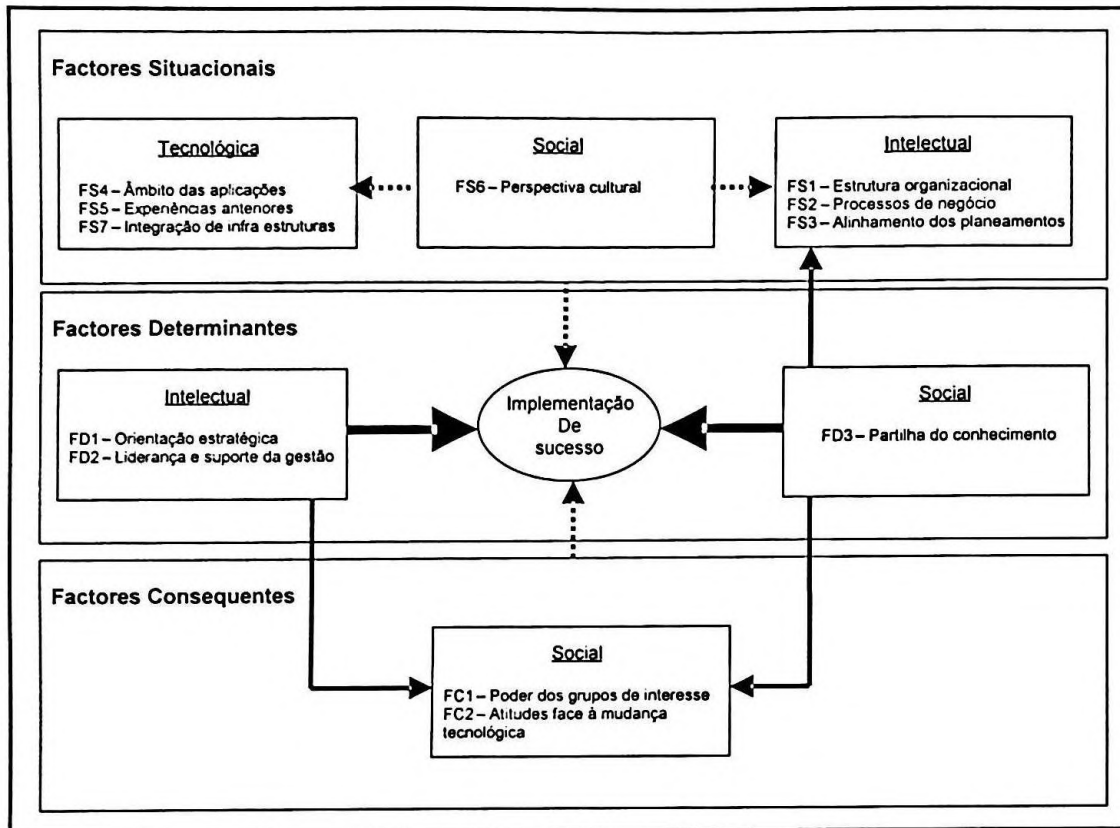 Factores Situacionais
Tecnológica
FS4 – Âmbito das aplicações
FS5 – Experiências anteriores
FS7 – Integração de infra estruturas
Social
FS6 – Perspectiva cultural
Intelectual
FS1 – Estrutura organizacional
FS2 – Processos de negócio
FS3 – Alinhamento dos planeamentos
Factores Determinantes
Intelectual
FD1 – Orientação estratégica
FD2 – Liderança e suporte da gestão
Implementação
De
sucesso
Social
FD3 – Partilha do conhecimento
Factores Consequentes
Social
FC1 – Poder dos grupos de interesse
FC2 – Atitudes face à mudança
tecnológica